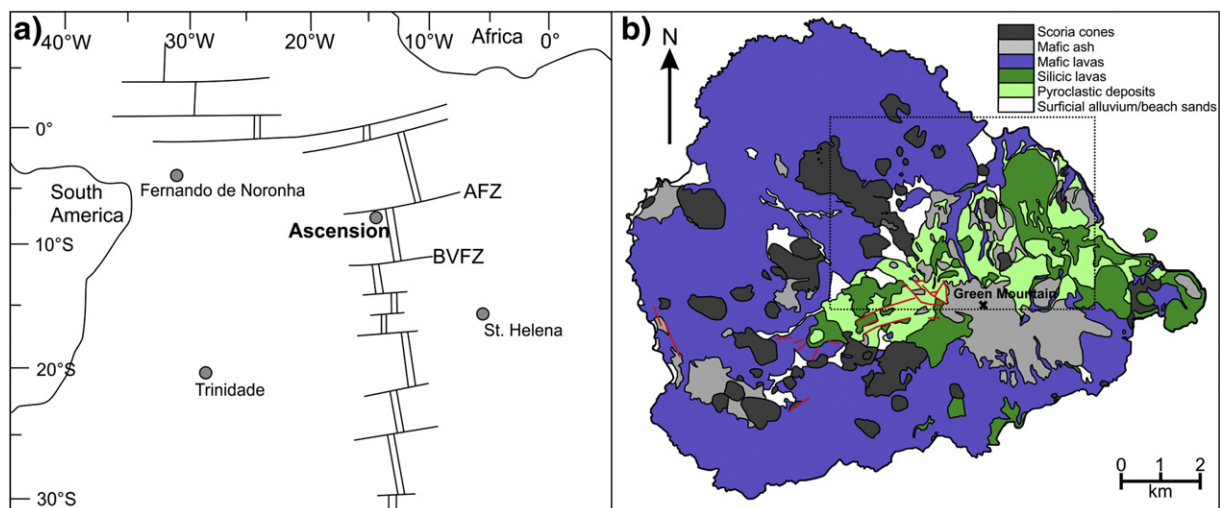 a)
40°W
30°W
20°W
10°W
0°
Africa
0°
South
America
Fernando de Noronha
AFZ
Ascension
10°S
BVFZ
St. Helena
20°S
Trinidade
30°S
b)
N
Scoria cones
Mafic ash
Mafic lavas
Silicic lavas
Pyroclastic deposits
Surficial alluvium/beach sands
Green Mountain
0 1 2
km